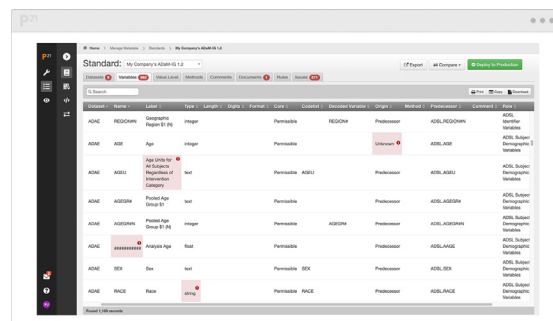 P21
P21
Home > Manage Versions > Standards > My Company's ADaM-IG 1.2
Standard: My Company's ADaM-IG 1.2
Export Compare Deploy to Production
Datasets Variables Value Level Methods Comments Documents Rules Issues
Search Print Copy Download
Dataset Name Label Type Length Digits Format Core Codelist Decoded Variable Origin Method Predecessor Comment Role
ADAE REGION#N Geographic Region $1 (N) integer Permissible REGION# Predecessor ADSL.REGION#N ADSL Identifier Variables
ADAE AGE Age integer Permissible Unknown ADSL.AGE ADSL Subject Demographic Variables
ADAE AGEU Age Units for All Subjects Regardless of Intervention Category text Permissible AGEU Predecessor ADSL.AGEU ADSL Subject Demographic Variables
ADAE AGEGR# Pooled Age Group $1 text Permissible Predecessor ADSL.AGEGR# ADSL Subject Demographic Variables
ADAE AGEGR#N Pooled Age Group $1 (N) integer Permissible AGEGR# Predecessor ADSL.AGEGR#N ADSL Subject Demographic Variables
ADAE ########### Analysis Age float Permissible Predecessor ADSL.AAGE ADSL Subject Demographic Variables
ADAE SEX Sex text Permissible SEX Predecessor ADSL.SEX ADSL Subject Demographic Variables
ADAE RACE Race string Permissible RACE Predecessor ADSL.RACE ADSL Subject Demographic Variables
Found 1,169 records